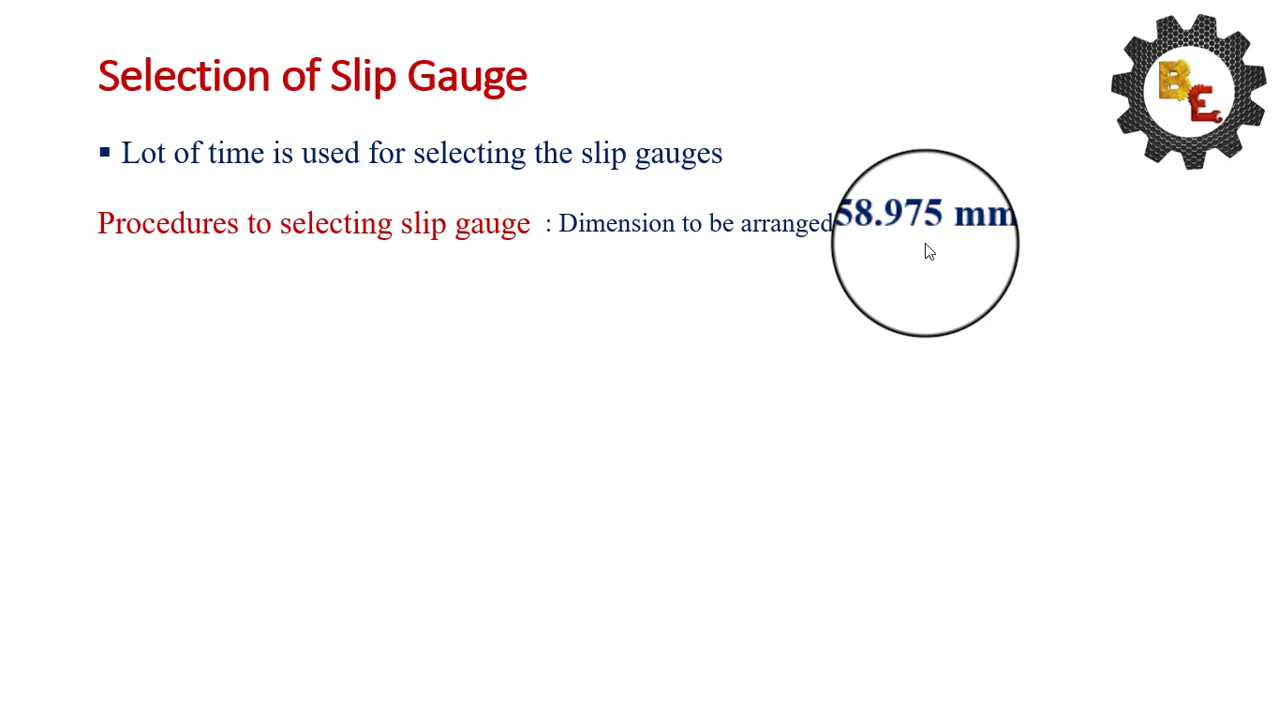 Selection of Slip Gauge
▪ Lot of time is used for selecting the slip gauges
Procedures to selecting slip gauge : Dimension to be arranged 58.975 mm
BE